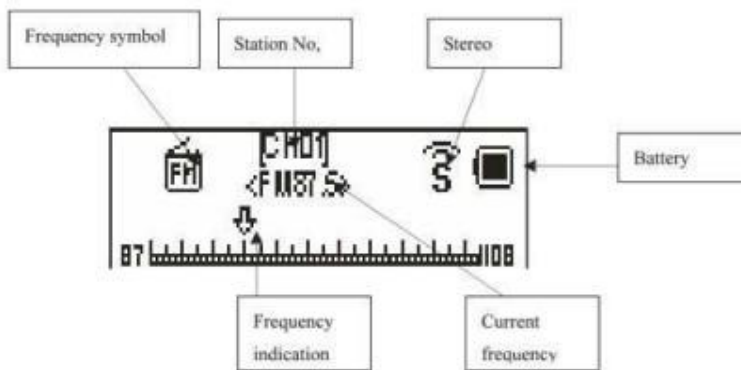 Frequency symbol
Station No,
Stereo
[CH01]
FM
S
Battery
<FM87.5>
87
108
Frequency
indication
Current
frequency